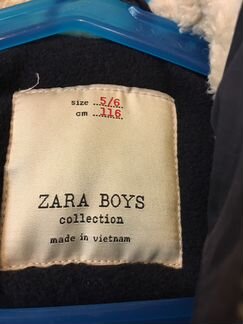 size ...5/6
cm ...116
ZARA BOYS
collection
made in vietnam